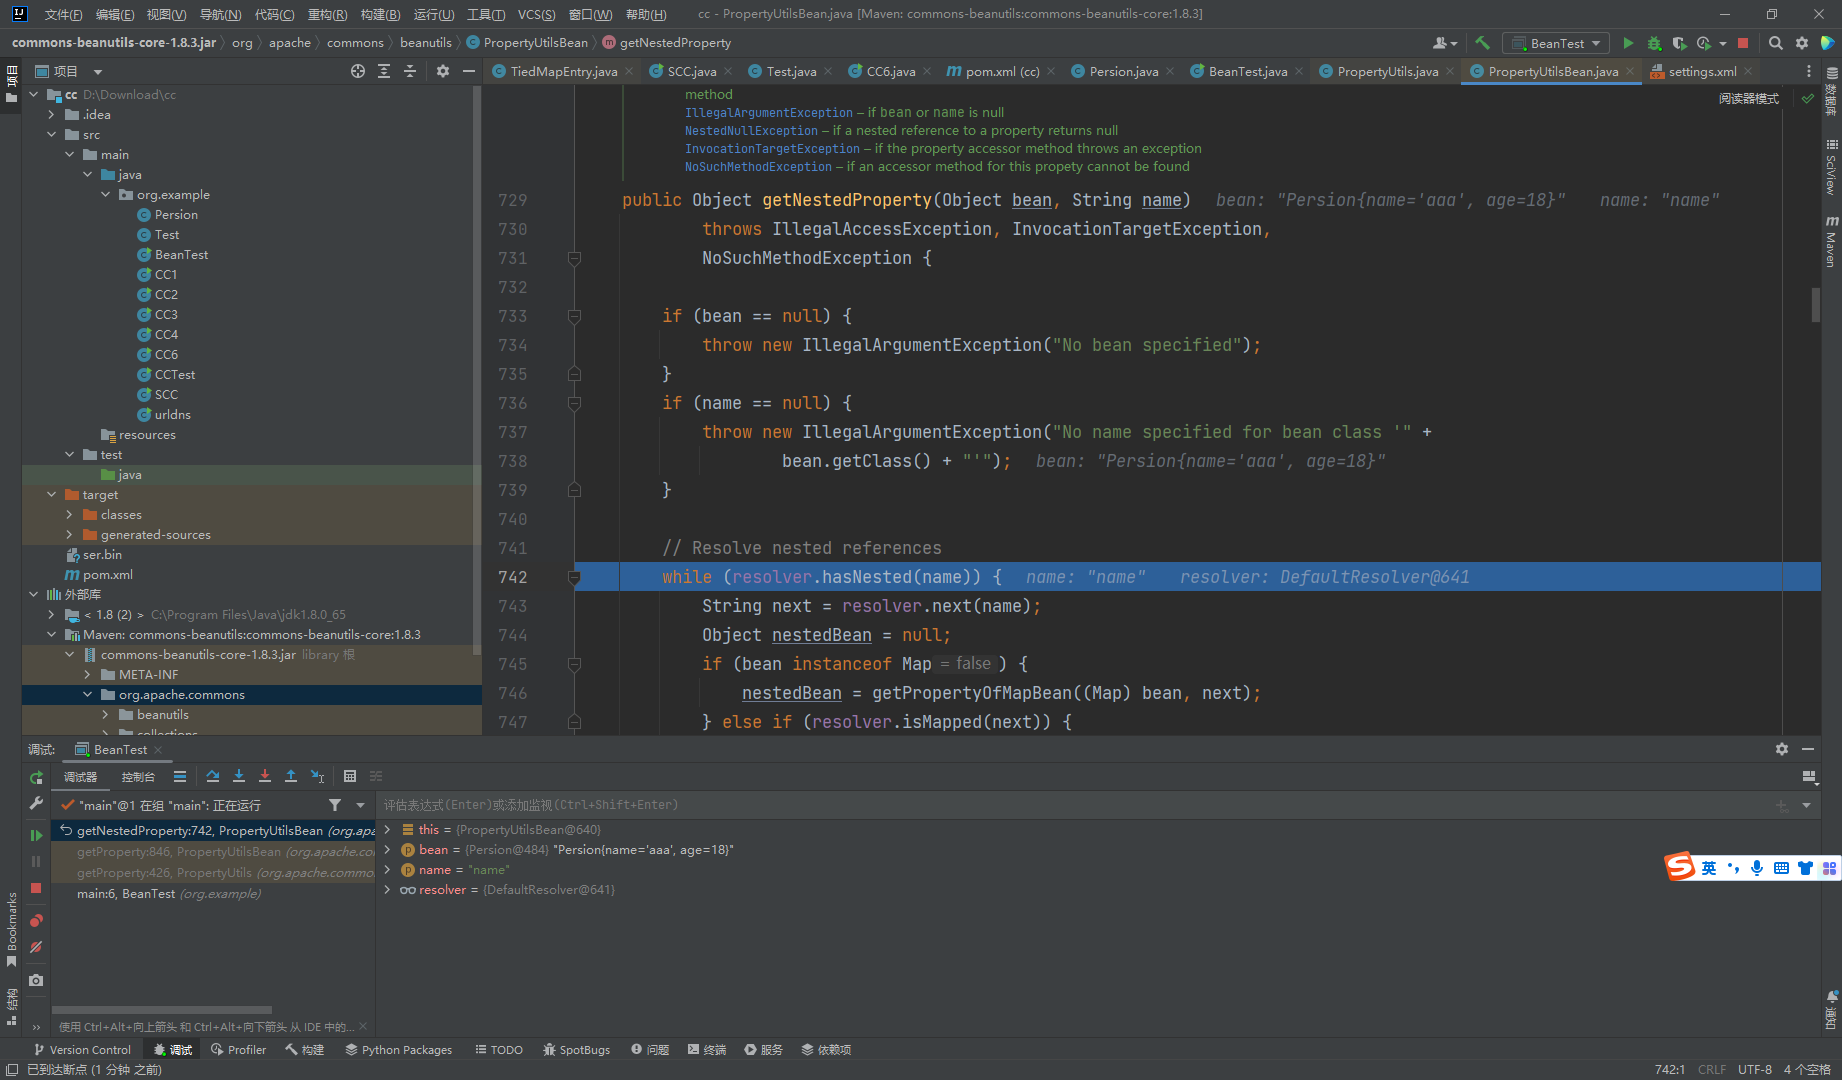 文件(F) 编辑(E) 视图(V) 导航(N) 代码(C) 重构(R) 构建(B) 运行(U) 工具(T) VCS(S) 窗口(W) 帮助(H) cc - PropertyUtilsBean.java [Maven: commons-beanutils:commons-beanutils-core:1.8.3]
commons-beanutils-core-1.8.3.jar org apache commons beanutils PropertyUtilsBean getNestedProperty BeanTest
项目
TiedMapEntry.java SCC.java Test.java CC6.java pom.xml (cc) Persion.java BeanTest.java PropertyUtils.java PropertyUtilsBean.java settings.xml
项目
cc D:\Download\cc
.idea
src
main
java
org.example
Persion
Test
BeanTest
CC1
CC2
CC3
CC4
CC6
CCTest
SCC
urldns
resources
test
java
target
classes
generated-sources
ser.bin
pom.xml
外部库
< 1.8 (2) > C:\Program Files\Java\jdk1.8.0_65
Maven: commons-beanutils:commons-beanutils-core:1.8.3
commons-beanutils-core-1.8.3.jar library 根
META-INF
org.apache.commons
beanutils
collections
阅读器模式
method
IllegalArgumentException – if bean or name is null
NestedNullException – if a nested reference to a property returns null
InvocationTargetException – if the property accessor method throws an exception
NoSuchMethodException – if an accessor method for this propety cannot be found
729 public Object getNestedProperty(Object bean, String name) bean: "Persion{name='aaa', age=18}" name: "name"
730 throws IllegalAccessException, InvocationTargetException,
731 NoSuchMethodException {
732
733 if (bean == null) {
734 throw new IllegalArgumentException("No bean specified");
735 }
736 if (name == null) {
737 throw new IllegalArgumentException("No name specified for bean class '" +
738 bean.getClass() + "'"); bean: "Persion{name='aaa', age=18}"
739 }
740
741 // Resolve nested references
742 while (resolver.hasNested(name)) { name: "name" resolver: DefaultResolver@641
743 String next = resolver.next(name);
744 Object nestedBean = null;
745 if (bean instanceof Map = false ) {
746 nestedBean = getPropertyOfMapBean((Map) bean, next);
747 } else if (resolver.isMapped(next)) {
数据库
SciView
Maven
通知
调试: BeanTest
调试器 控制台
"main"@1 在组 "main": 正在运行
getNestedProperty:742, PropertyUtilsBean (org.apa
getProperty:846, PropertyUtilsBean (org.apache.con
getProperty:426, PropertyUtils (org.apache.commo
main:6, BeanTest (org.example)
评估表达式(Enter)或添加监视(Ctrl+Shift+Enter)
this = {PropertyUtilsBean@640}
bean = {Persion@484} "Persion{name='aaa', age=18}"
name = "name"
resolver = {DefaultResolver@641}
英
Bookmarks
结构
使用 Ctrl+Alt+向上箭头 和 Ctrl+Alt+向下箭头 从 IDE 中的...
Version Control 调试 Profiler 构建 Python Packages TODO SpotBugs 问题 终端 服务 依赖项
已到达断点 (1 分钟 之前) 742:1 CRLF UTF-8 4 个空格